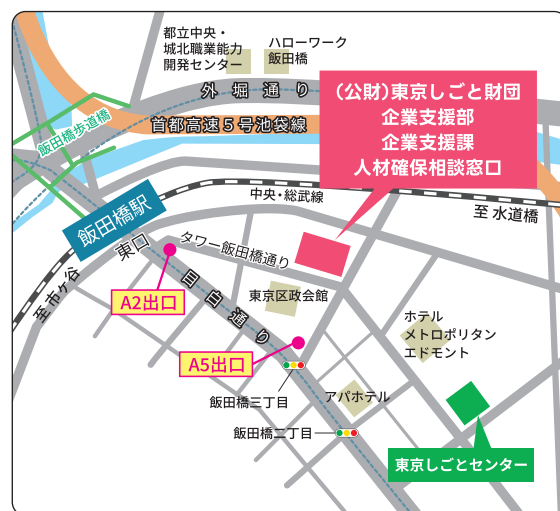 都立中央・
城北職業能力
開発センター
ハローワーク
飯田橋
外堀通り
(公財)東京しごと財団
企業支援部
企業支援課
人材確保相談窓口
首都高速5号池袋線
飯田橋歩道橋
中央・総武線
至 水道橋
飯田橋駅
東口
タワー飯田橋通り
至 市ヶ谷
A2出口
目白通り
東京区政会館
ホテル
メトロポリタン
エドモント
A5出口
飯田橋三丁目
アパホテル
飯田橋二丁目
東京しごとセンター